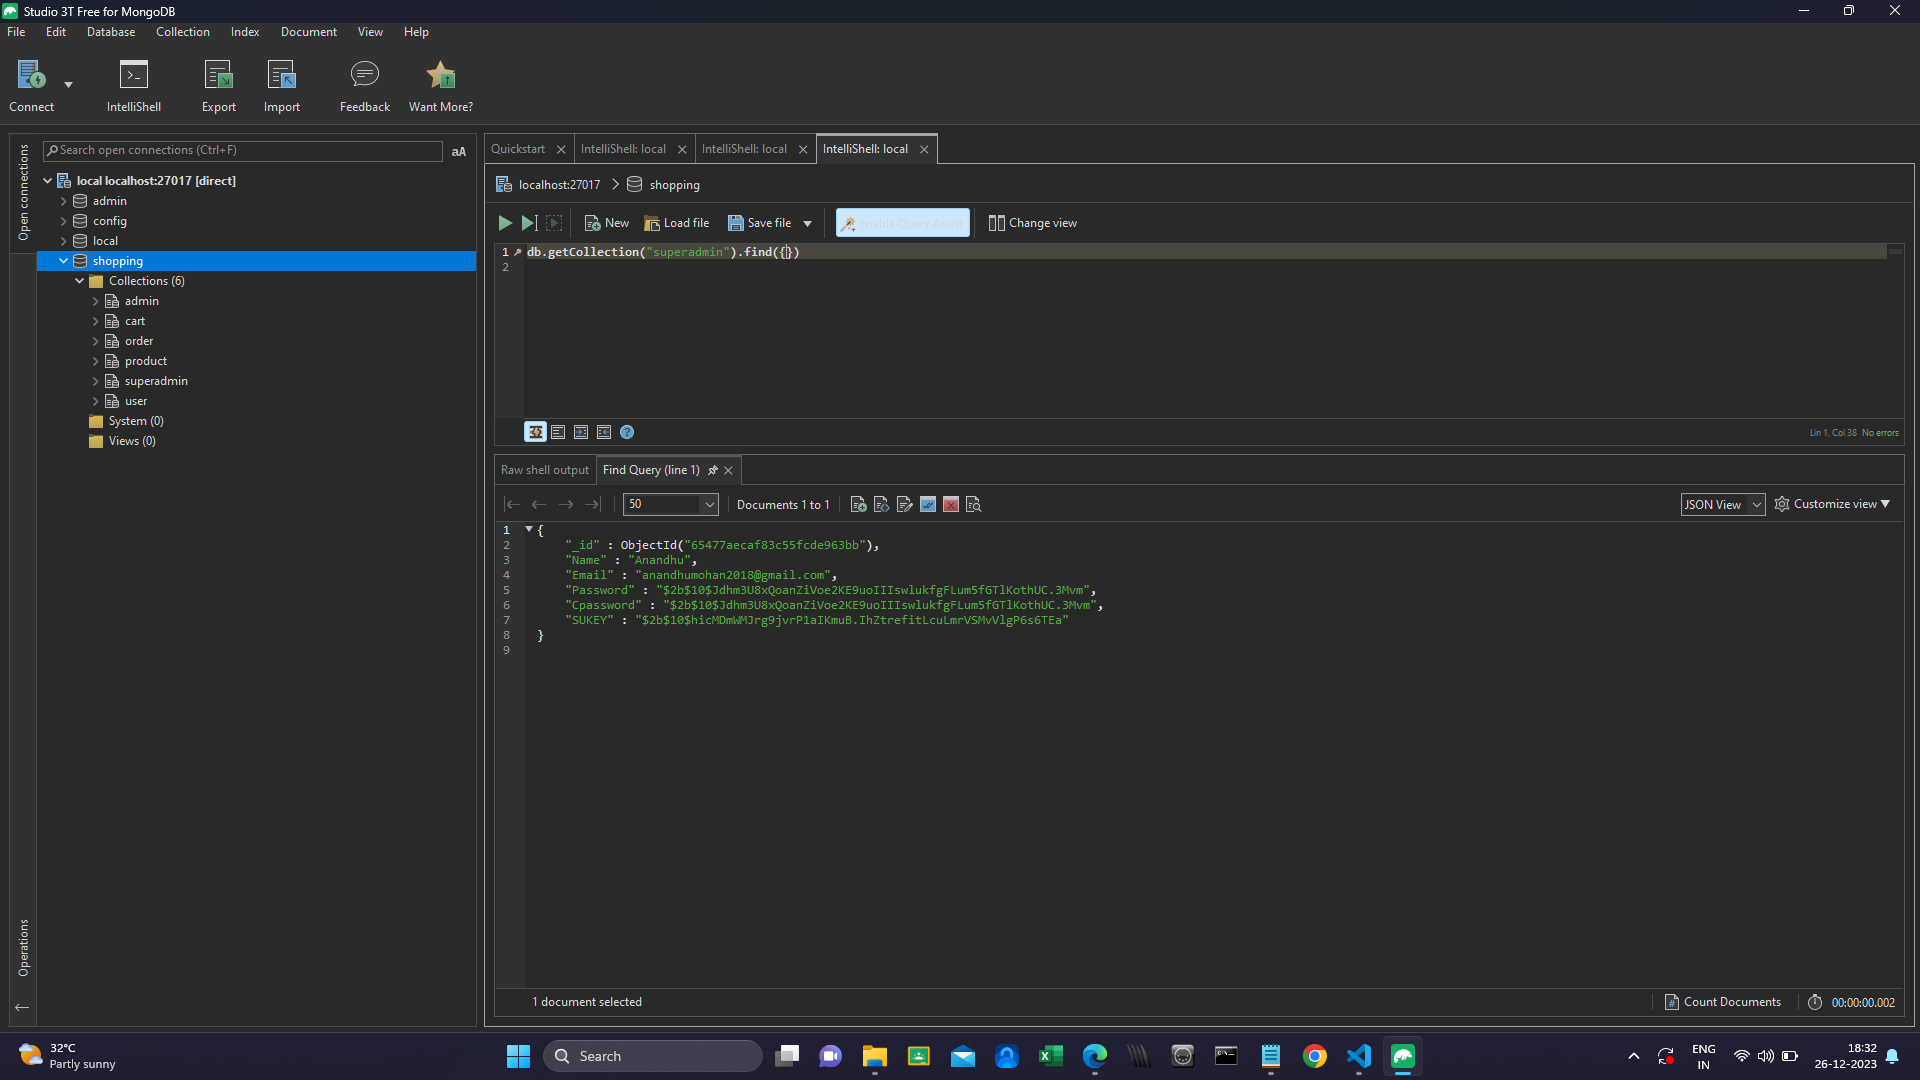 Studio 3T Free for MongoDB
File Edit Database Collection Index Document View Help
Connect IntelliShell Export Import Feedback Want More?
Open connections
Search open connections (Ctrl+F) aA
local localhost:27017 [direct]
admin
config
local
shopping
Collections (6)
admin
cart
order
product
superadmin
user
System (0)
Views (0)
Operations
Quickstart IntelliShell: local IntelliShell: local IntelliShell: local
localhost:27017 shopping
New Load file Save file Enable Query Assist Change view
1 db.getCollection("superadmin").find({})
2
Lin 1, Col 38 No errors
Raw shell output Find Query (line 1)
50 Documents 1 to 1 JSON View Customize view
1 {
2 "_id" : ObjectId("65477aecaf83c55fcde963bb"),
3 "Name" : "Anandhu",
4 "Email" : "anandhumohan2018@gmail.com",
5 "Password" : "$2b$10$Jdhm3U8xQoanZiVoe2KE9uoIIIswlukfgFLum5fGTlKothUC.3Mvm",
6 "Cpassword" : "$2b$10$Jdhm3U8xQoanZiVoe2KE9uoIIIswlukfgFLum5fGTlKothUC.3Mvm",
7 "SUKEY" : "$2b$10$hicMDmWMJrg9jvrP1aIKmuB.IhZtrefitLcuLmrVSMvVlgP6s6TEa"
8 }
9
1 document selected Count Documents 00:00:00.002
32°C
Partly sunny
Search
ENG
IN
18:32
26-12-2023